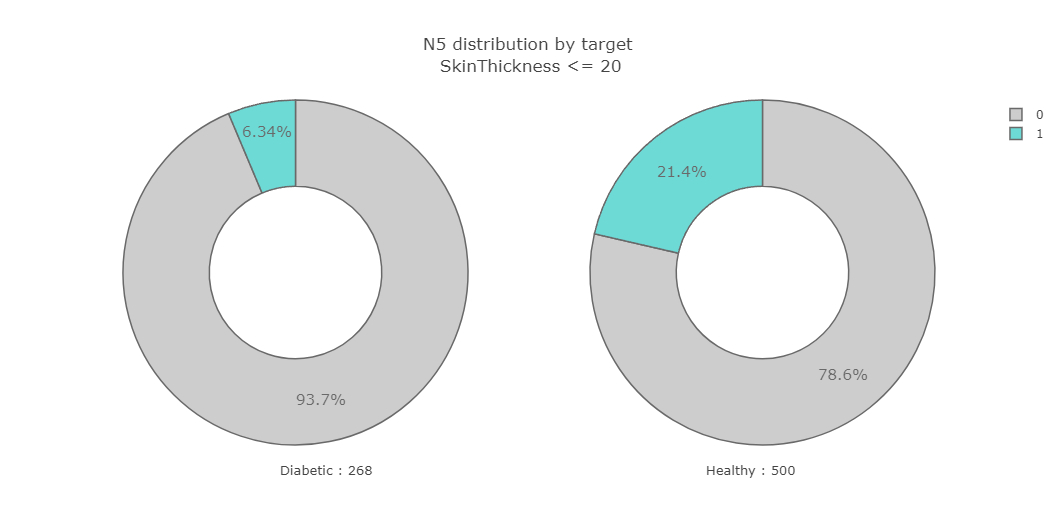 N5 distribution by target
SkinThickness <= 20
0
1
6.34%
93.7%
21.4%
78.6%
Diabetic : 268
Healthy : 500